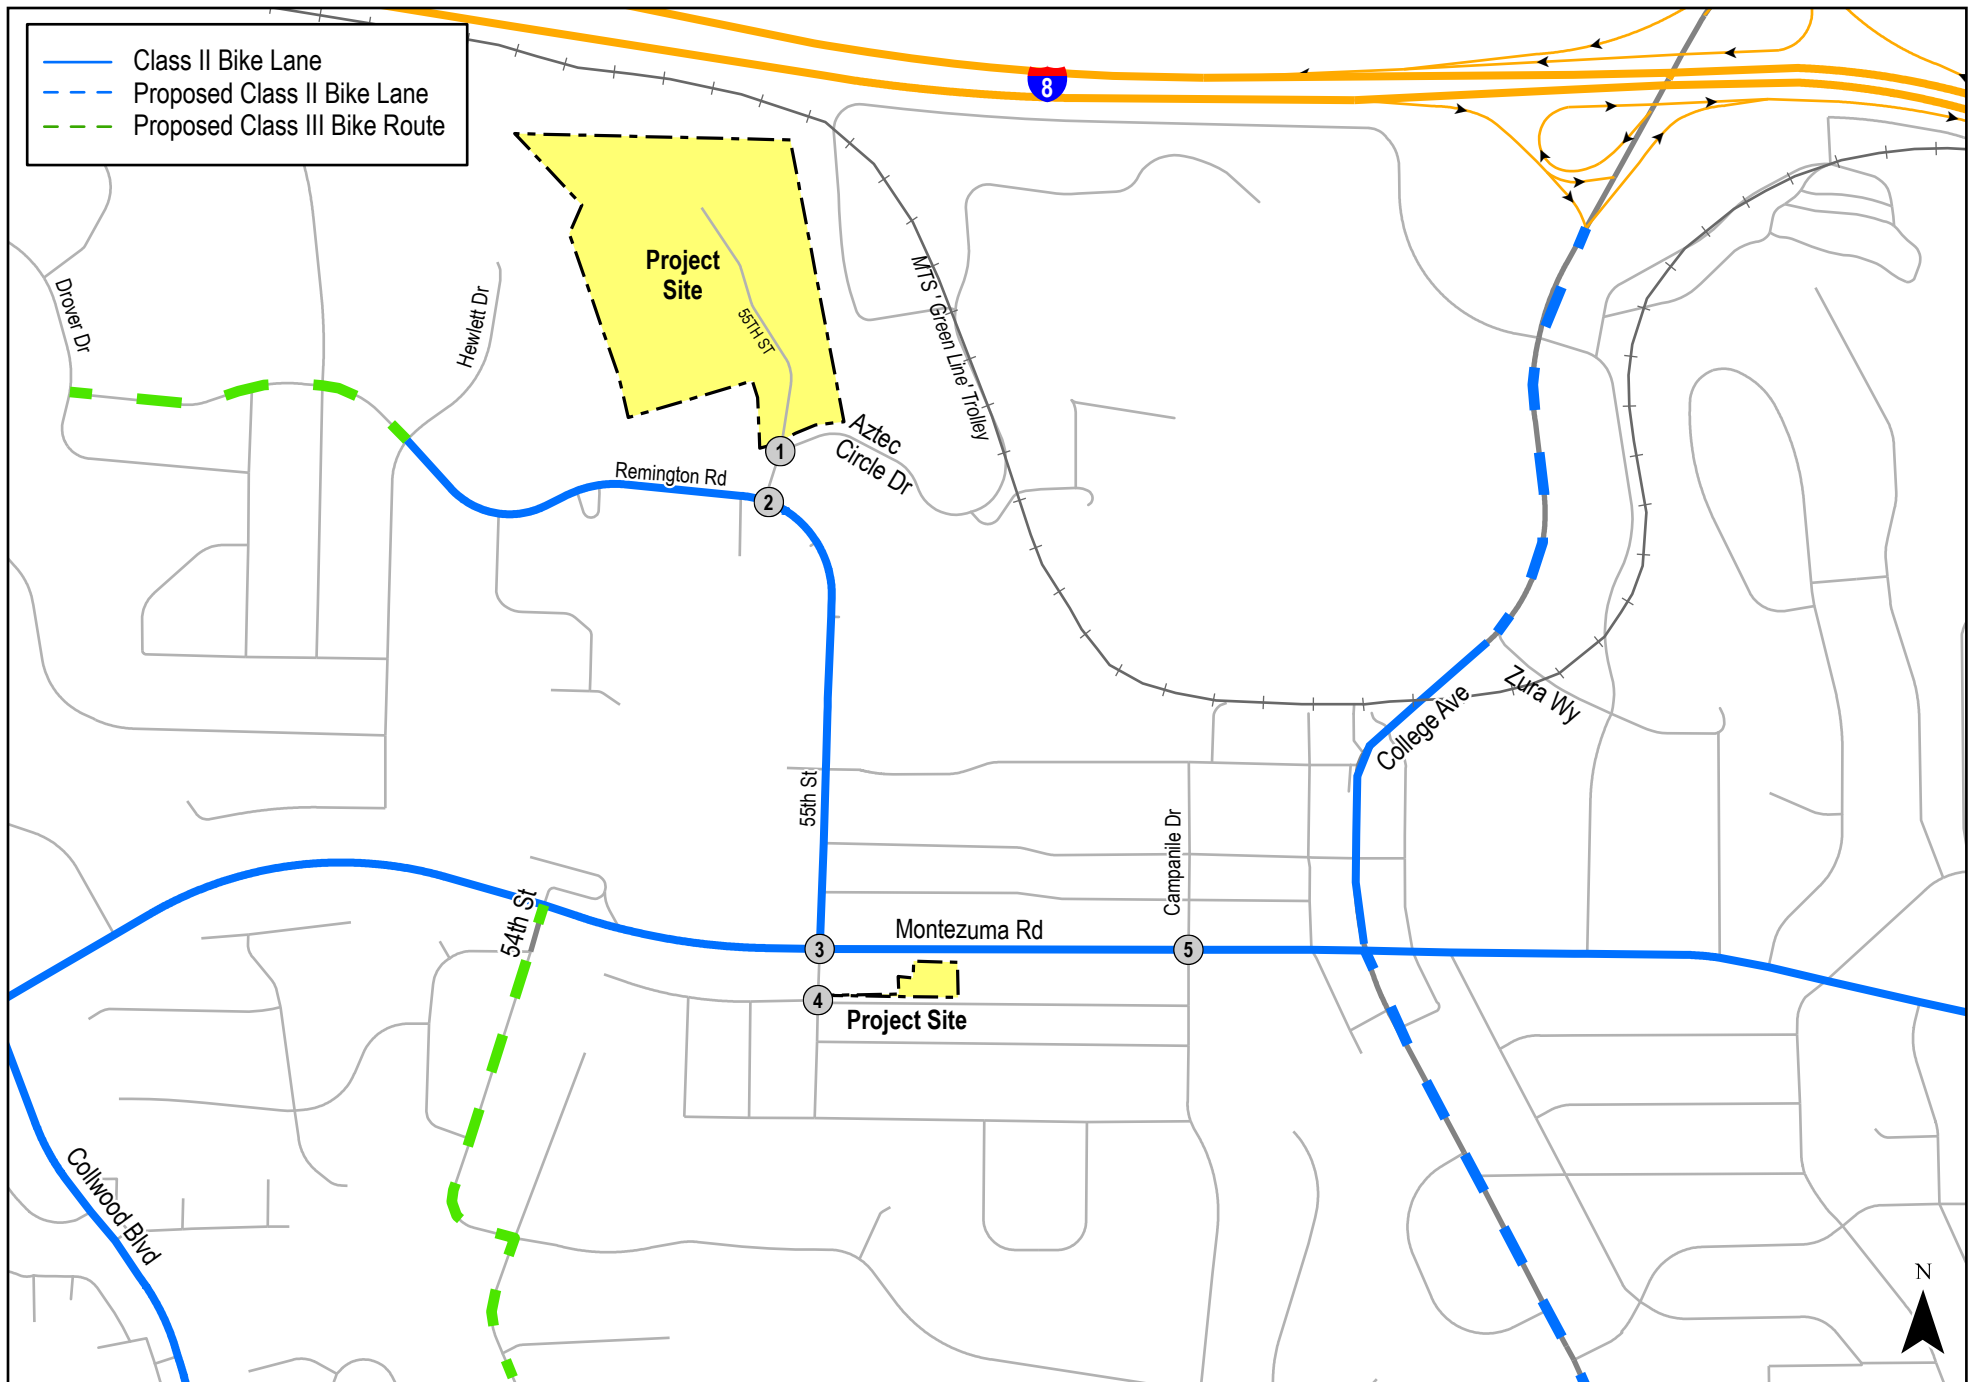 Class II Bike Lane
Proposed Class II Bike Lane
Proposed Class III Bike Route
8
Project
Site
55TH ST
MTS 'Green Line' Trolley
Drover Dr
Hewlett Dr
Aztec
Circle Dr
1
Remington Rd
2
College Ave
Zura Wy
55th St
Campanile Dr
54th St
Montezuma Rd
3
5
4
Project Site
Collwood Blvd
N